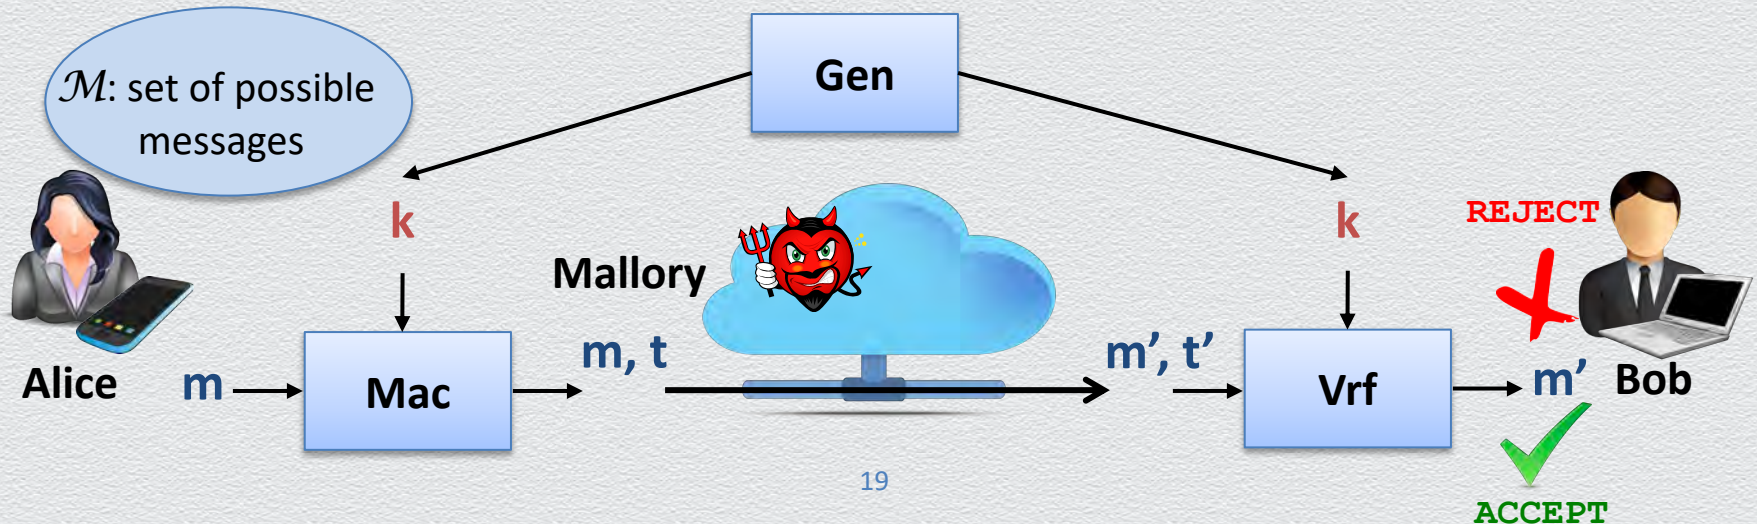 ℳ: set of possible
messages
Gen
k
k
REJECT
Mallory
m, t
m’, t’
Alice
m
Mac
Vrf
m’
Bob
19
ACCEPT